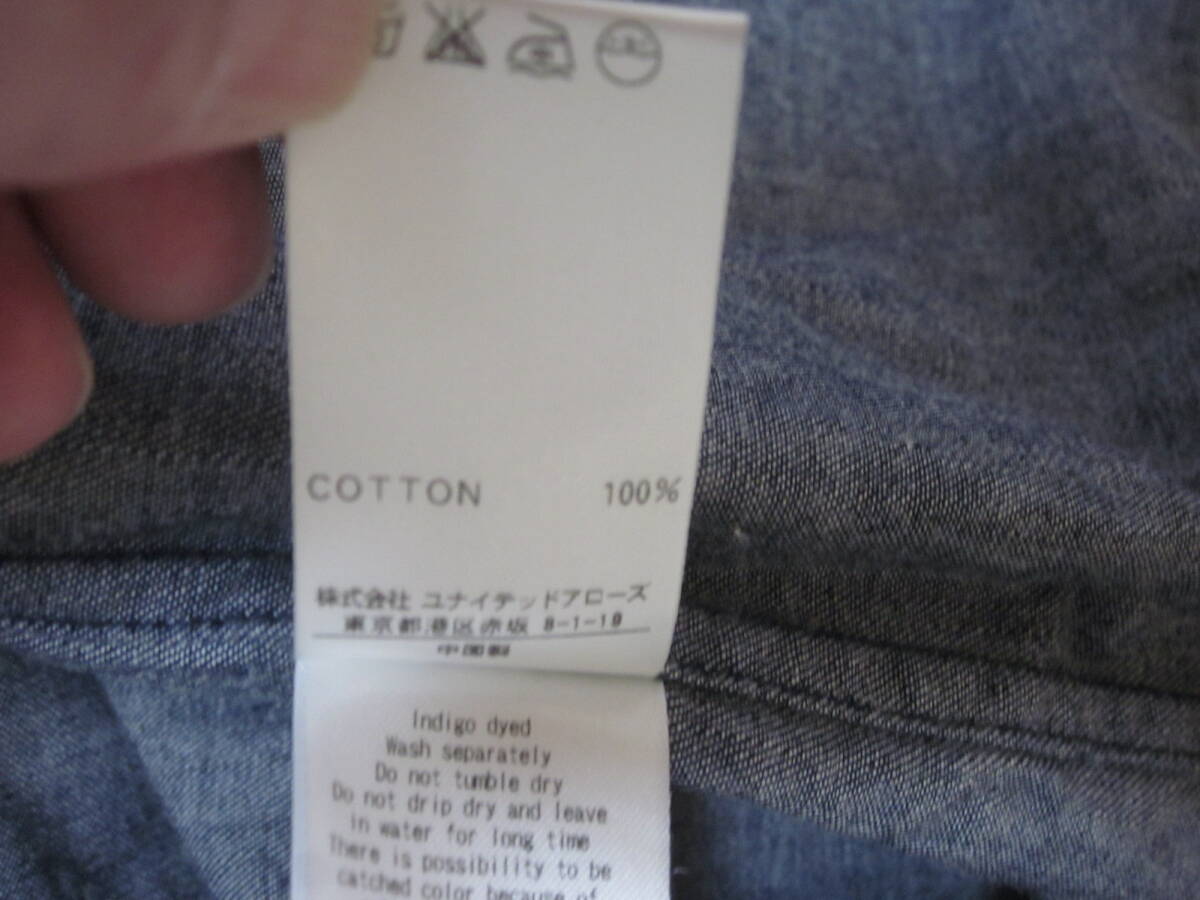 COTTON 100%
株式会社 ユナイテッドアローズ
東京都港区赤坂 8-1-19
中国製
Indigo dyed
Wash separately
Do not tumble dry
Do not drip dry and leave
in water for long time
There is possibility to be
catched color because of